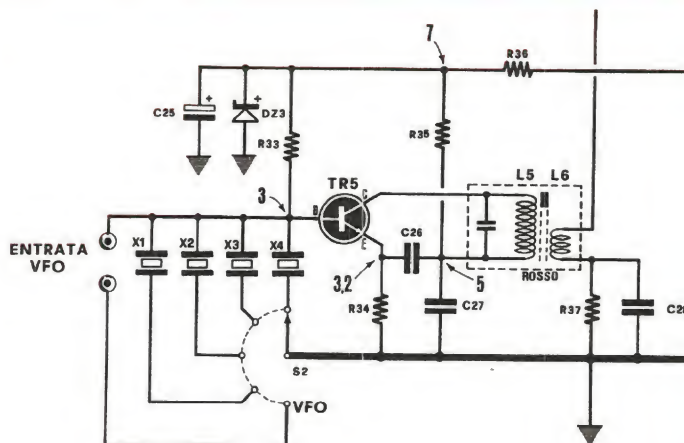 7
R36
C25
+
DZ3
+
R33
R35
TR5
L5
L6
3
B
C
E
C26
X1
X2
X3
X4
ENTRATA
VFO
3,2
5
ROSSO
R34
C27
R37
S2
VFO